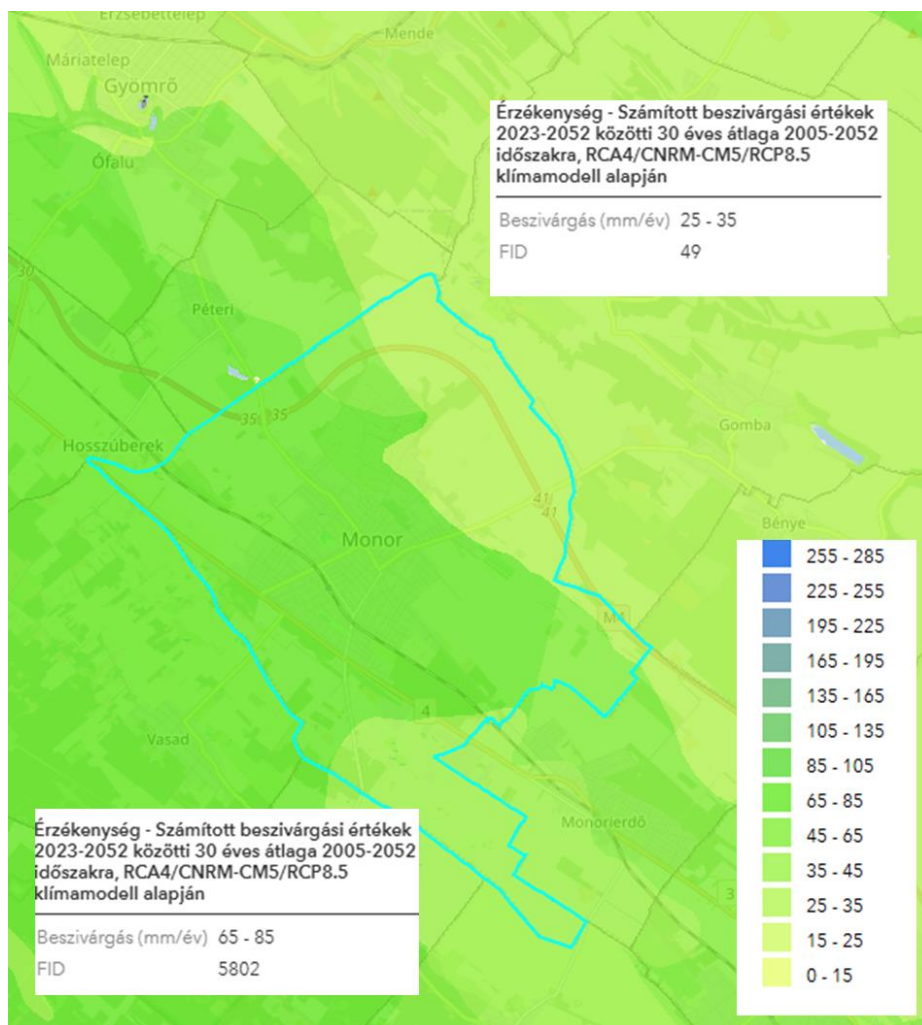 Erzsébettelep
Mende
Máriatelep
Gyömrő
Ófalu
Érzékenység - Számított beszivárgási értékek
2023-2052 közötti 30 éves átlaga 2005-2052
időszakra, RCA4/CNRM-CM5/RCP8.5
klímamodell alapján
Beszivárgás (mm/év) 25 - 35
FID 49
30
Péteri
35 35
Hosszúberek
Gomba
41
41
Bénye
Monor
M4
4
Vasad
Monorierdő
3
255 - 285
225 - 255
195 - 225
165 - 195
135 - 165
105 - 135
85 - 105
65 - 85
45 - 65
35 - 45
25 - 35
15 - 25
0 - 15
Érzékenység - Számított beszivárgási értékek
2023-2052 közötti 30 éves átlaga 2005-2052
időszakra, RCA4/CNRM-CM5/RCP8.5
klímamodell alapján
Beszivárgás (mm/év) 65 - 85
FID 5802